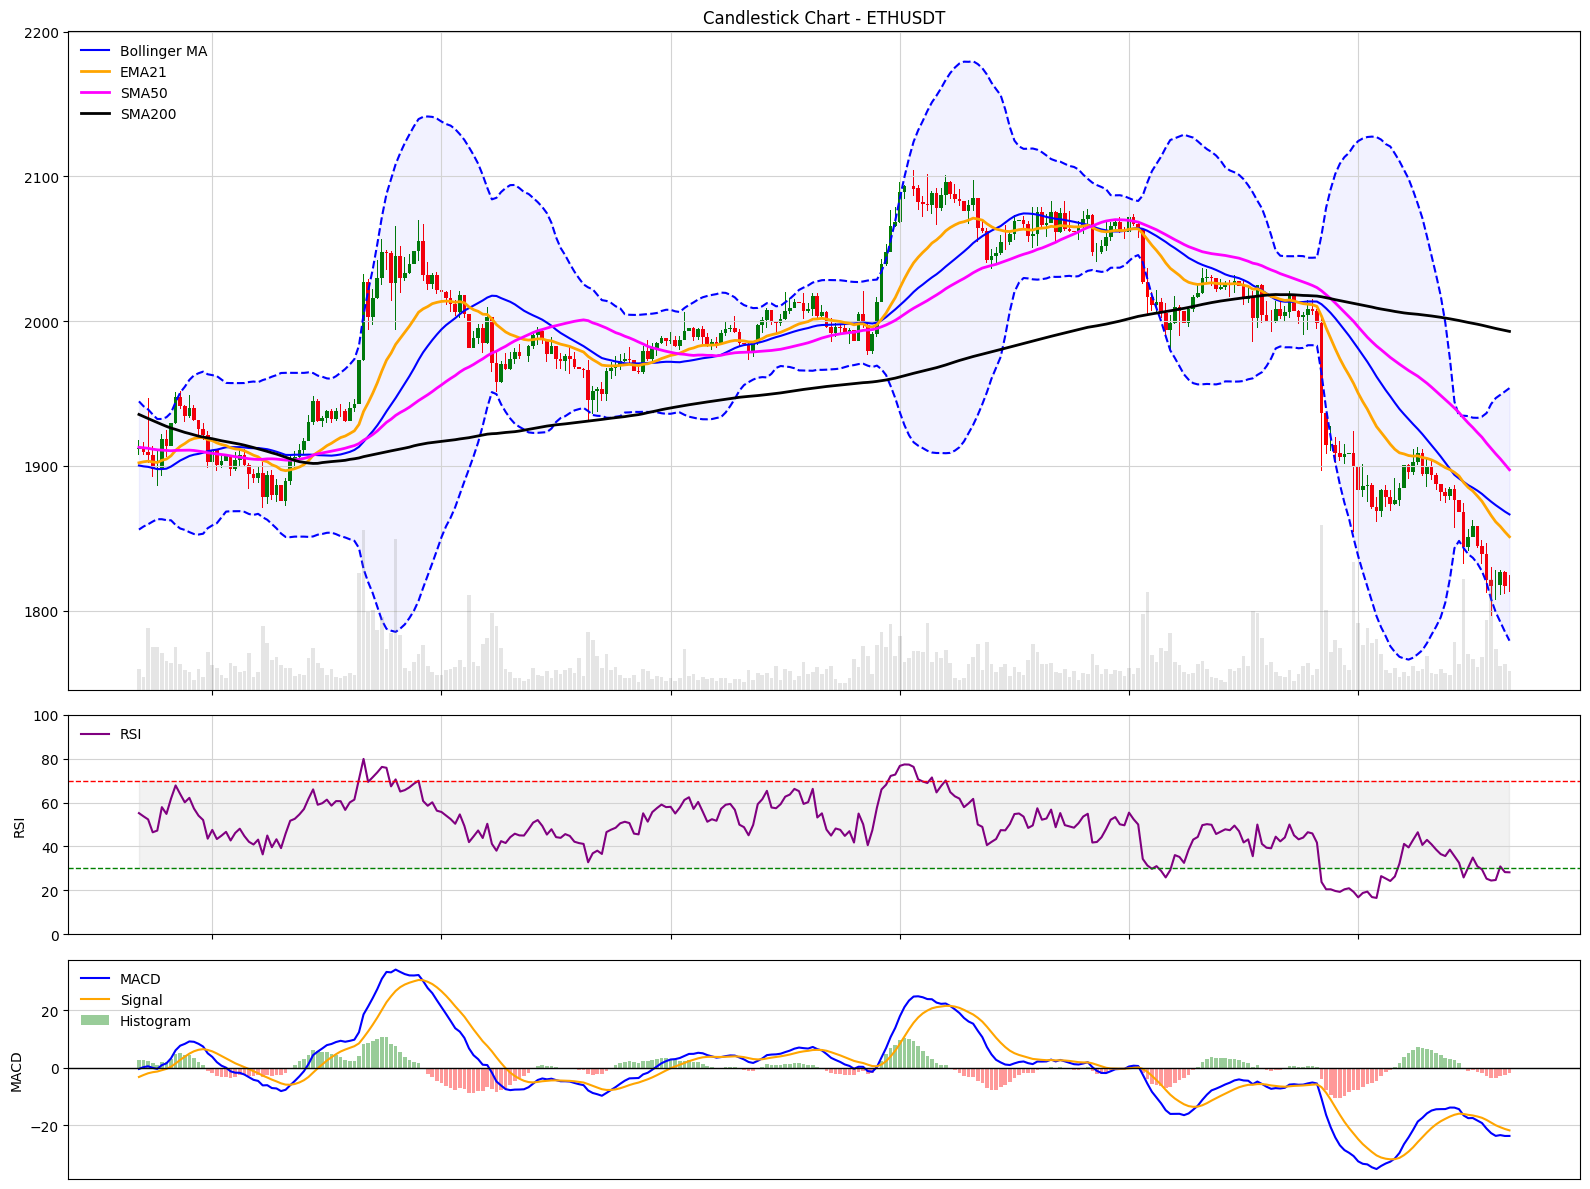 Candlestick Chart - ETHUSDT
Bollinger MA
EMA21
SMA50
SMA200
2200
2100
2000
1900
1800
RSI
RSI
100
80
60
40
20
0
MACD
Signal
Histogram
MACD
20
0
−20